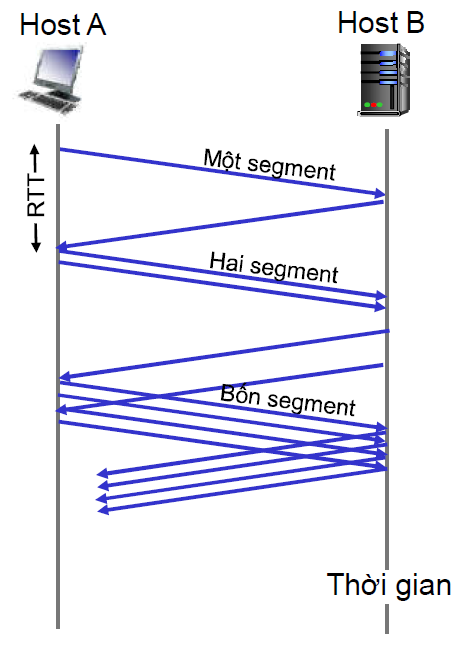 Host A
Host B
RTT
Một segment
Hai segment
Bốn segment
Thời gian